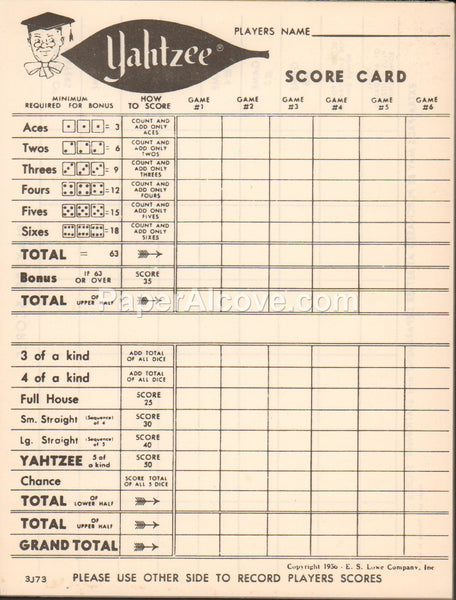 Yahtzee®
PLAYERS NAME
SCORE CARD
MINIMUM REQUIRED FOR BONUS
HOW TO SCORE
GAME #1
GAME #2
GAME #3
GAME #4
GAME #5
GAME #6
Aces = 3 COUNT AND ADD ONLY ACES
Twos = 6 COUNT AND ADD ONLY TWOS
Threes = 9 COUNT AND ADD ONLY THREES
Fours = 12 COUNT AND ADD ONLY FOURS
Fives = 15 COUNT AND ADD ONLY FIVES
Sixes = 18 COUNT AND ADD ONLY SIXES
TOTAL = 63
Bonus IF 63 OR OVER SCORE 35
TOTAL OF UPPER HALF
PaperAlcove.com
3 of a kind ADD TOTAL OF ALL DICE
4 of a kind ADD TOTAL OF ALL DICE
Full House SCORE 25
Sm. Straight (Sequence of 4) SCORE 30
Lg. Straight (Sequence of 5) SCORE 40
YAHTZEE 5 of a kind SCORE 50
Chance SCORE TOTAL OF ALL 5 DICE
TOTAL OF LOWER HALF
TOTAL OF UPPER HALF
GRAND TOTAL
Copyright 1956 - E. S. Lowe Company, Inc
3J73 PLEASE USE OTHER SIDE TO RECORD PLAYERS SCORES